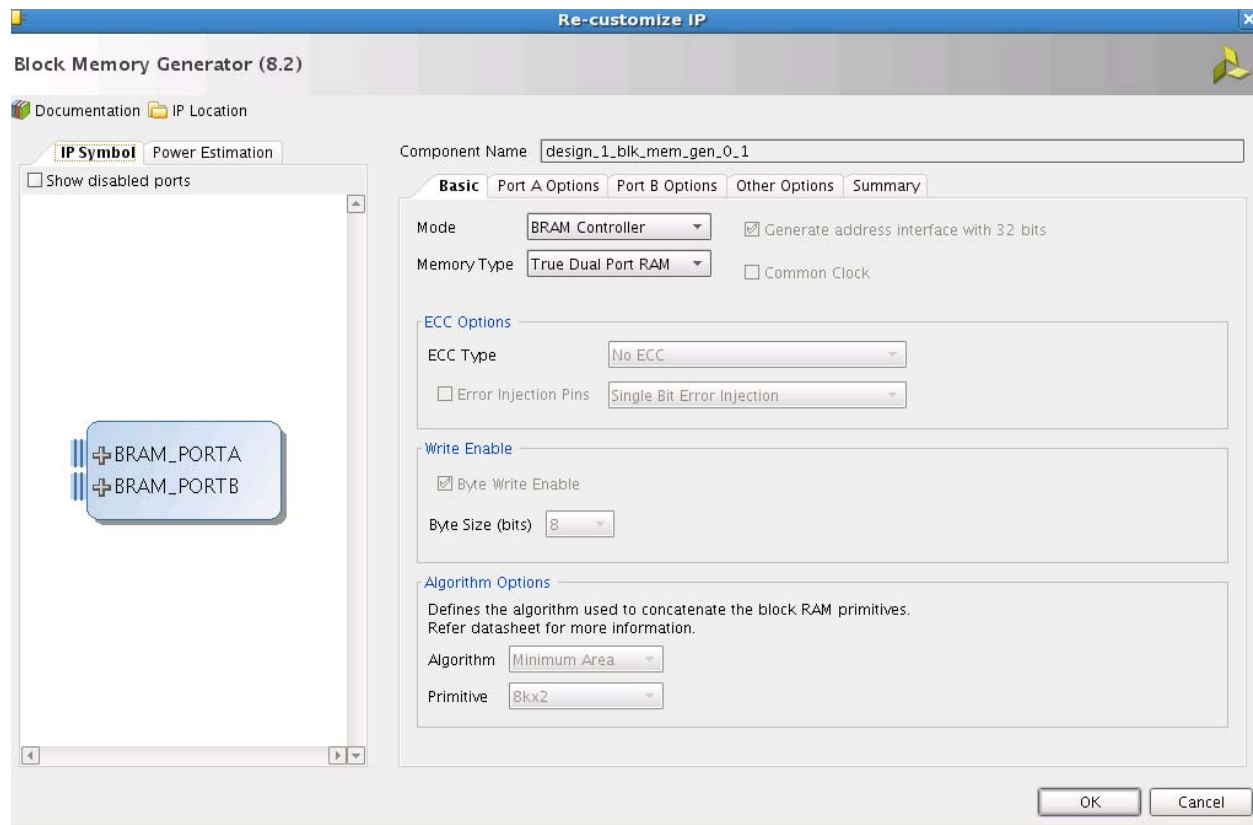 Re-customize IP
Block Memory Generator (8.2)
Documentation IP Location
IP Symbol Power Estimation
Show disabled ports
BRAM_PORTA
BRAM_PORTB
Component Name design_1_blk_mem_gen_0_1
Basic Port A Options Port B Options Other Options Summary
Mode BRAM Controller Generate address interface with 32 bits
Memory Type True Dual Port RAM Common Clock
ECC Options
ECC Type No ECC
Error Injection Pins Single Bit Error Injection
Write Enable
Byte Write Enable
Byte Size (bits) 8
Algorithm Options
Defines the algorithm used to concatenate the block RAM primitives.
Refer datasheet for more information.
Algorithm Minimum Area
Primitive 8kx2
OK Cancel